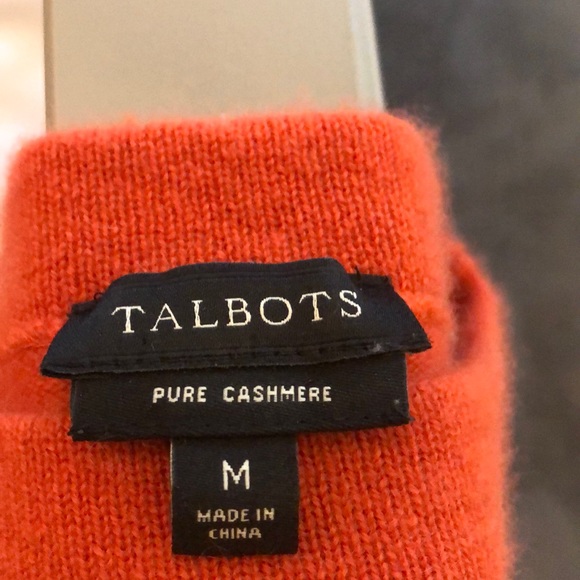 TALBOTS
PURE CASHMERE
M
MADE IN
CHINA